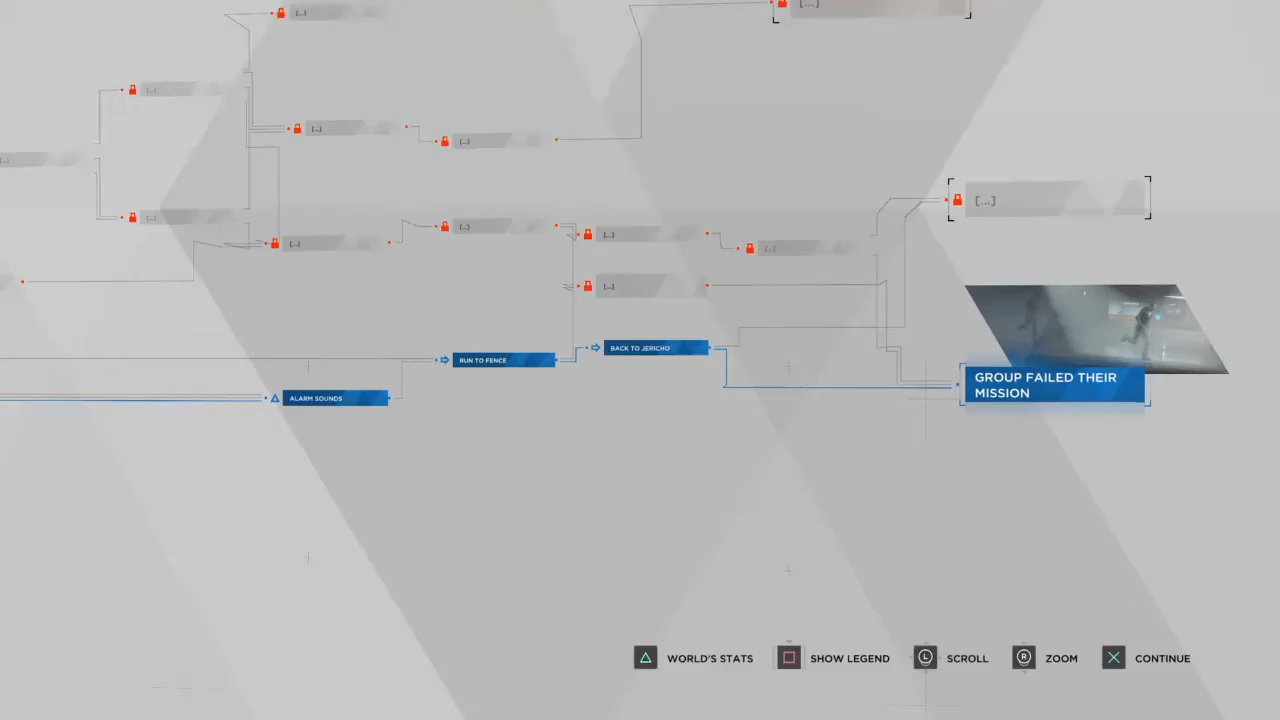 [...]
[...]
[...]
[...]
[...]
[...]
[...]
[...]
[...]
[...]
[...]
[...]
[...]
[...]
BACK TO JERICHO
RUN TO FENCE
GROUP FAILED THEIR
MISSION
ALARM SOUNDS
WORLD'S STATS
SHOW LEGEND
L
SCROLL
R
ZOOM
CONTINUE